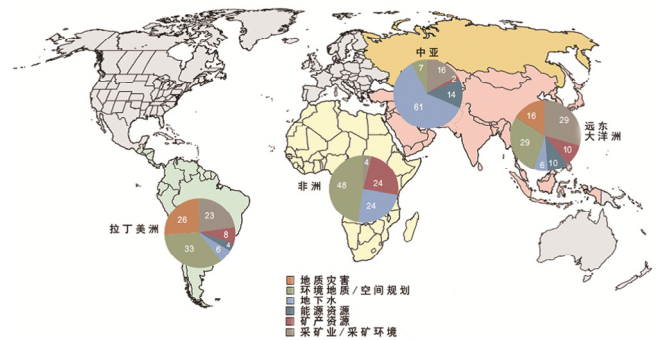 中亚
7
16
2
14
61
远东
大洋洲
16
29
10
10
6
29
非洲
4
24
24
48
拉丁美洲
26
23
8
4
6
33
地质灾害
环境地质/空间规划
地下水
能源资源
矿产资源
采矿业/采矿环境